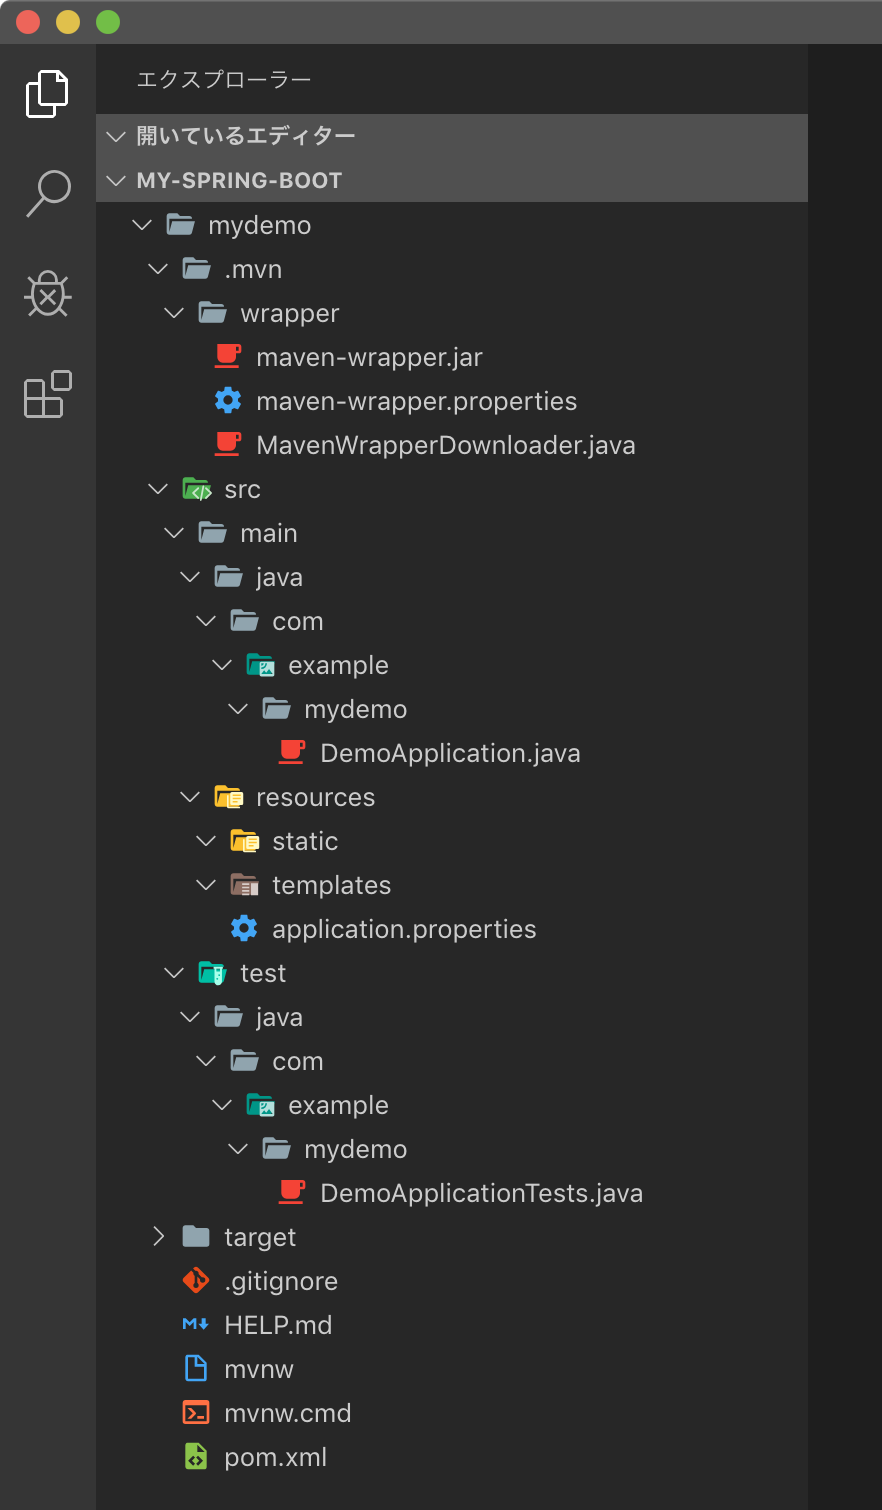 エクスプローラー
開いているエディター
MY-SPRING-BOOT
mydemo
.mvn
wrapper
maven-wrapper.jar
maven-wrapper.properties
MavenWrapperDownloader.java
src
main
java
com
example
mydemo
DemoApplication.java
resources
static
templates
application.properties
test
java
com
example
mydemo
DemoApplicationTests.java
target
.gitignore
HELP.md
mvnw
mvnw.cmd
pom.xml